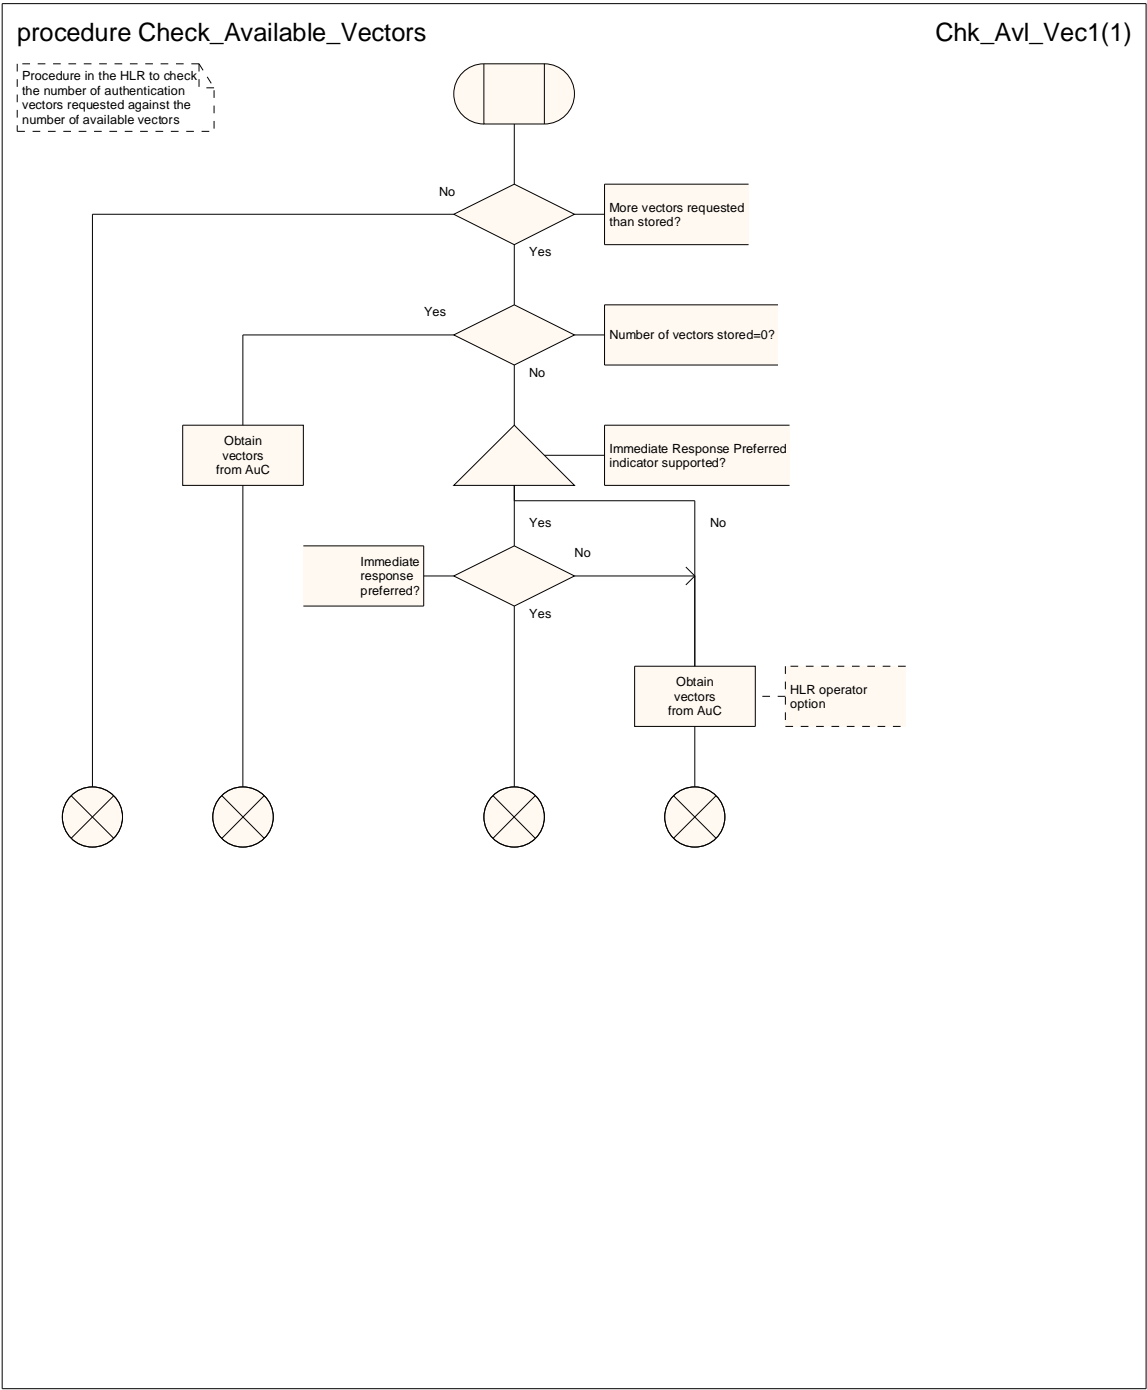 procedure Check_Available_Vectors
Chk_Avl_Vec1(1)
Procedure in the HLR to check
the number of authentication
vectors requested against the
number of available vectors
No
More vectors requested
than stored?
Yes
Yes
Number of vectors stored=0?
No
Obtain
vectors
from AuC
Immediate Response Preferred
indicator supported?
Yes
No
Immediate
response
preferred?
No
Yes
Obtain
vectors
from AuC
HLR operator
option